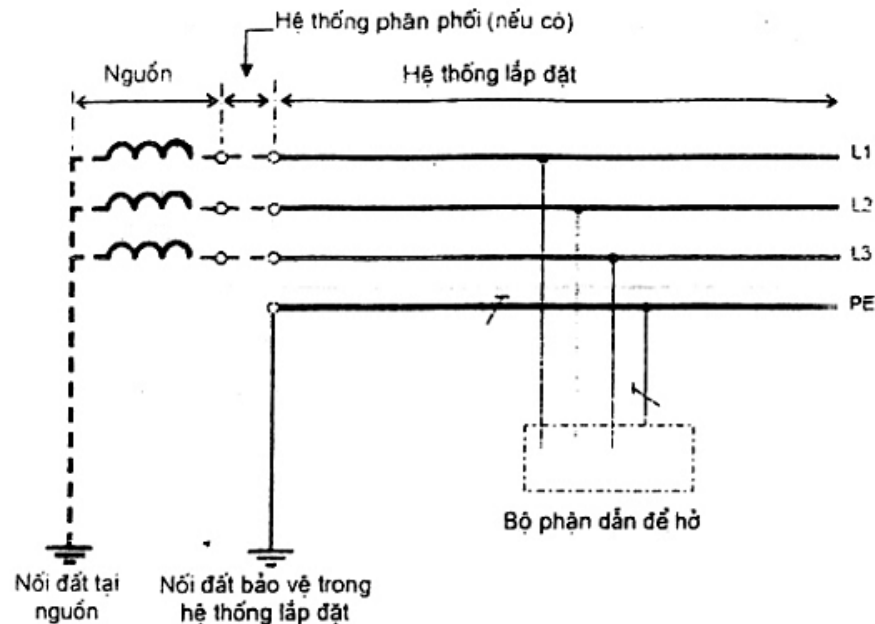 Hệ thống phân phối (nếu có)
Nguồn
Hệ thống lắp đặt
L1
L2
L3
PE
Bộ phận dẫn để hở
Nối đất tại
nguồn
Nối đất bảo vệ trong
hệ thống lắp đặt